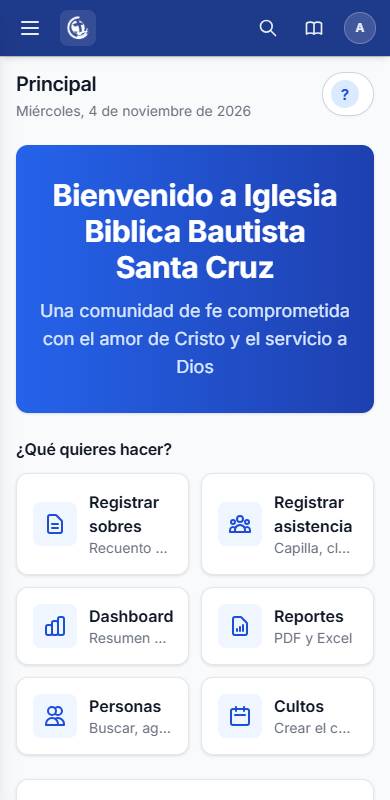 A
Principal
Miércoles, 4 de noviembre de 2026
?
Bienvenido a Iglesia
Biblica Bautista
Santa Cruz
Una comunidad de fe comprometida
con el amor de Cristo y el servicio a
Dios
¿Qué quieres hacer?
Registrar
sobres
Recuento ...
Registrar
asistencia
Capilla, cl...
Dashboard
Resumen ...
Reportes
PDF y Excel
Personas
Buscar, ag...
Cultos
Crear el c...